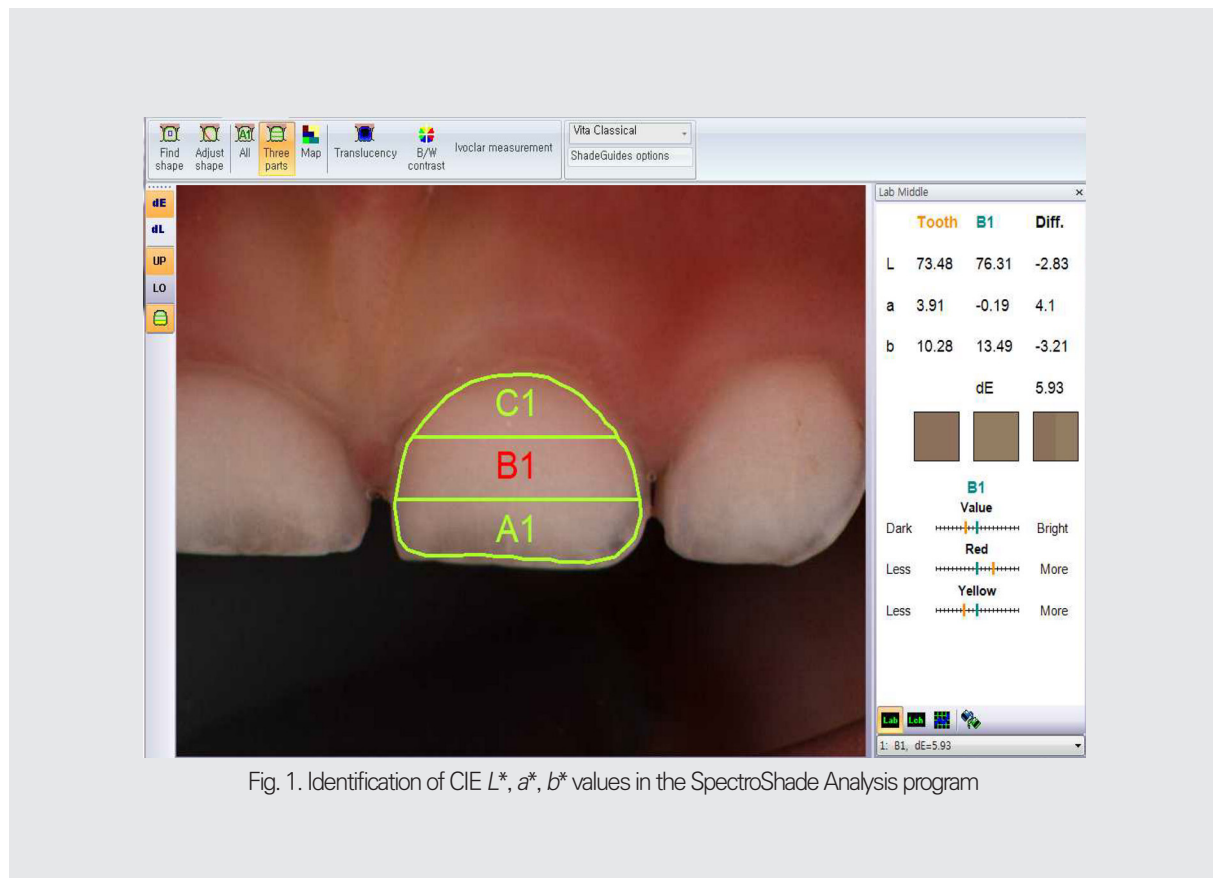 Find shape
Adjust shape
All
Three parts
Map
Translucency
B/W contrast
Ivoclar measurement
Vita Classical
ShadeGuides options
A1
dE
dL
UP
LO
C1
B1
A1
Lab Middle
Tooth B1 Diff.
L 73.48 76.31 -2.83
a 3.91 -0.19 4.1
b 10.28 13.49 -3.21
dE 5.93
B1
Value
Dark Bright
Red
Less More
Yellow
Less More
Lab Lch
1: B1, dE=5.93
Fig. 1. Identification of CIE L*, a*, b* values in the SpectroShade Analysis program